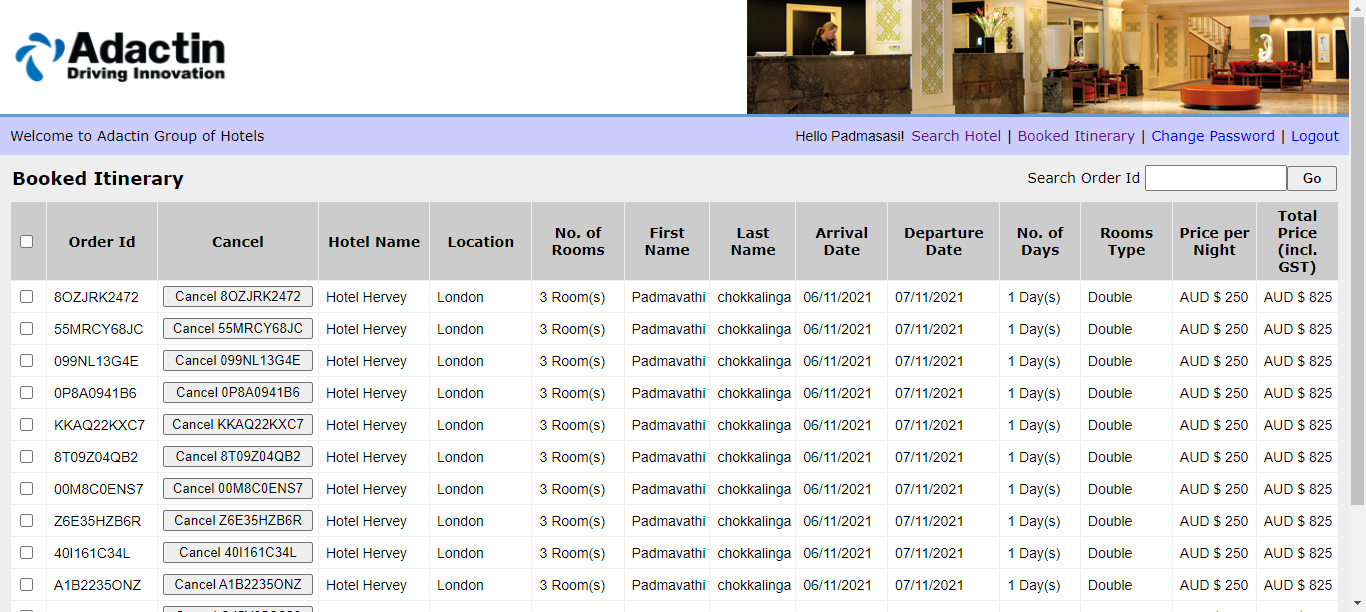 Adactin
Driving Innovation
Welcome to Adactin Group of Hotels
Hello Padmasasi! Search Hotel | Booked Itinerary | Change Password | Logout
Booked Itinerary
Search Order Id Go
Order Id Cancel Hotel Name Location No. of Rooms First Name Last Name Arrival Date Departure Date No. of Days Rooms Type Price per Night Total Price (incl. GST)
8OZJRK2472 Cancel 8OZJRK2472 Hotel Hervey London 3 Room(s) Padmavathi chokkalinga 06/11/2021 07/11/2021 1 Day(s) Double AUD $ 250 AUD $ 825
55MRCY68JC Cancel 55MRCY68JC Hotel Hervey London 3 Room(s) Padmavathi chokkalinga 06/11/2021 07/11/2021 1 Day(s) Double AUD $ 250 AUD $ 825
099NL13G4E Cancel 099NL13G4E Hotel Hervey London 3 Room(s) Padmavathi chokkalinga 06/11/2021 07/11/2021 1 Day(s) Double AUD $ 250 AUD $ 825
0P8A0941B6 Cancel 0P8A0941B6 Hotel Hervey London 3 Room(s) Padmavathi chokkalinga 06/11/2021 07/11/2021 1 Day(s) Double AUD $ 250 AUD $ 825
KKAQ22KXC7 Cancel KKAQ22KXC7 Hotel Hervey London 3 Room(s) Padmavathi chokkalinga 06/11/2021 07/11/2021 1 Day(s) Double AUD $ 250 AUD $ 825
8T09Z04QB2 Cancel 8T09Z04QB2 Hotel Hervey London 3 Room(s) Padmavathi chokkalinga 06/11/2021 07/11/2021 1 Day(s) Double AUD $ 250 AUD $ 825
00M8C0ENS7 Cancel 00M8C0ENS7 Hotel Hervey London 3 Room(s) Padmavathi chokkalinga 06/11/2021 07/11/2021 1 Day(s) Double AUD $ 250 AUD $ 825
Z6E35HZB6R Cancel Z6E35HZB6R Hotel Hervey London 3 Room(s) Padmavathi chokkalinga 06/11/2021 07/11/2021 1 Day(s) Double AUD $ 250 AUD $ 825
40I161C34L Cancel 40I161C34L Hotel Hervey London 3 Room(s) Padmavathi chokkalinga 06/11/2021 07/11/2021 1 Day(s) Double AUD $ 250 AUD $ 825
A1B2235ONZ Cancel A1B2235ONZ Hotel Hervey London 3 Room(s) Padmavathi chokkalinga 06/11/2021 07/11/2021 1 Day(s) Double AUD $ 250 AUD $ 825